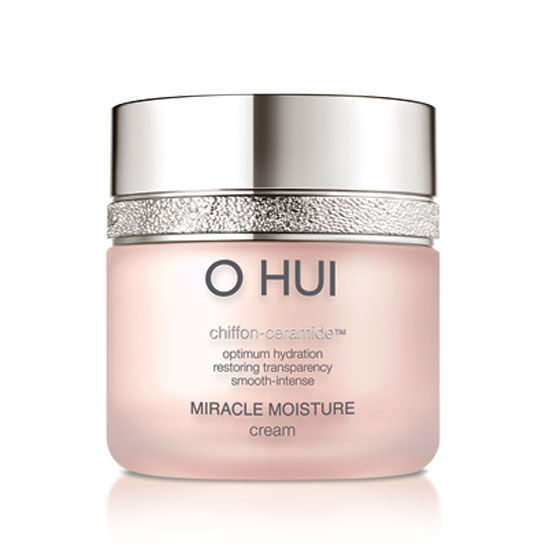 O HUI
chiffon-ceramide™
optimum hydration
restoring transparency
smooth-intense
MIRACLE MOISTURE
cream